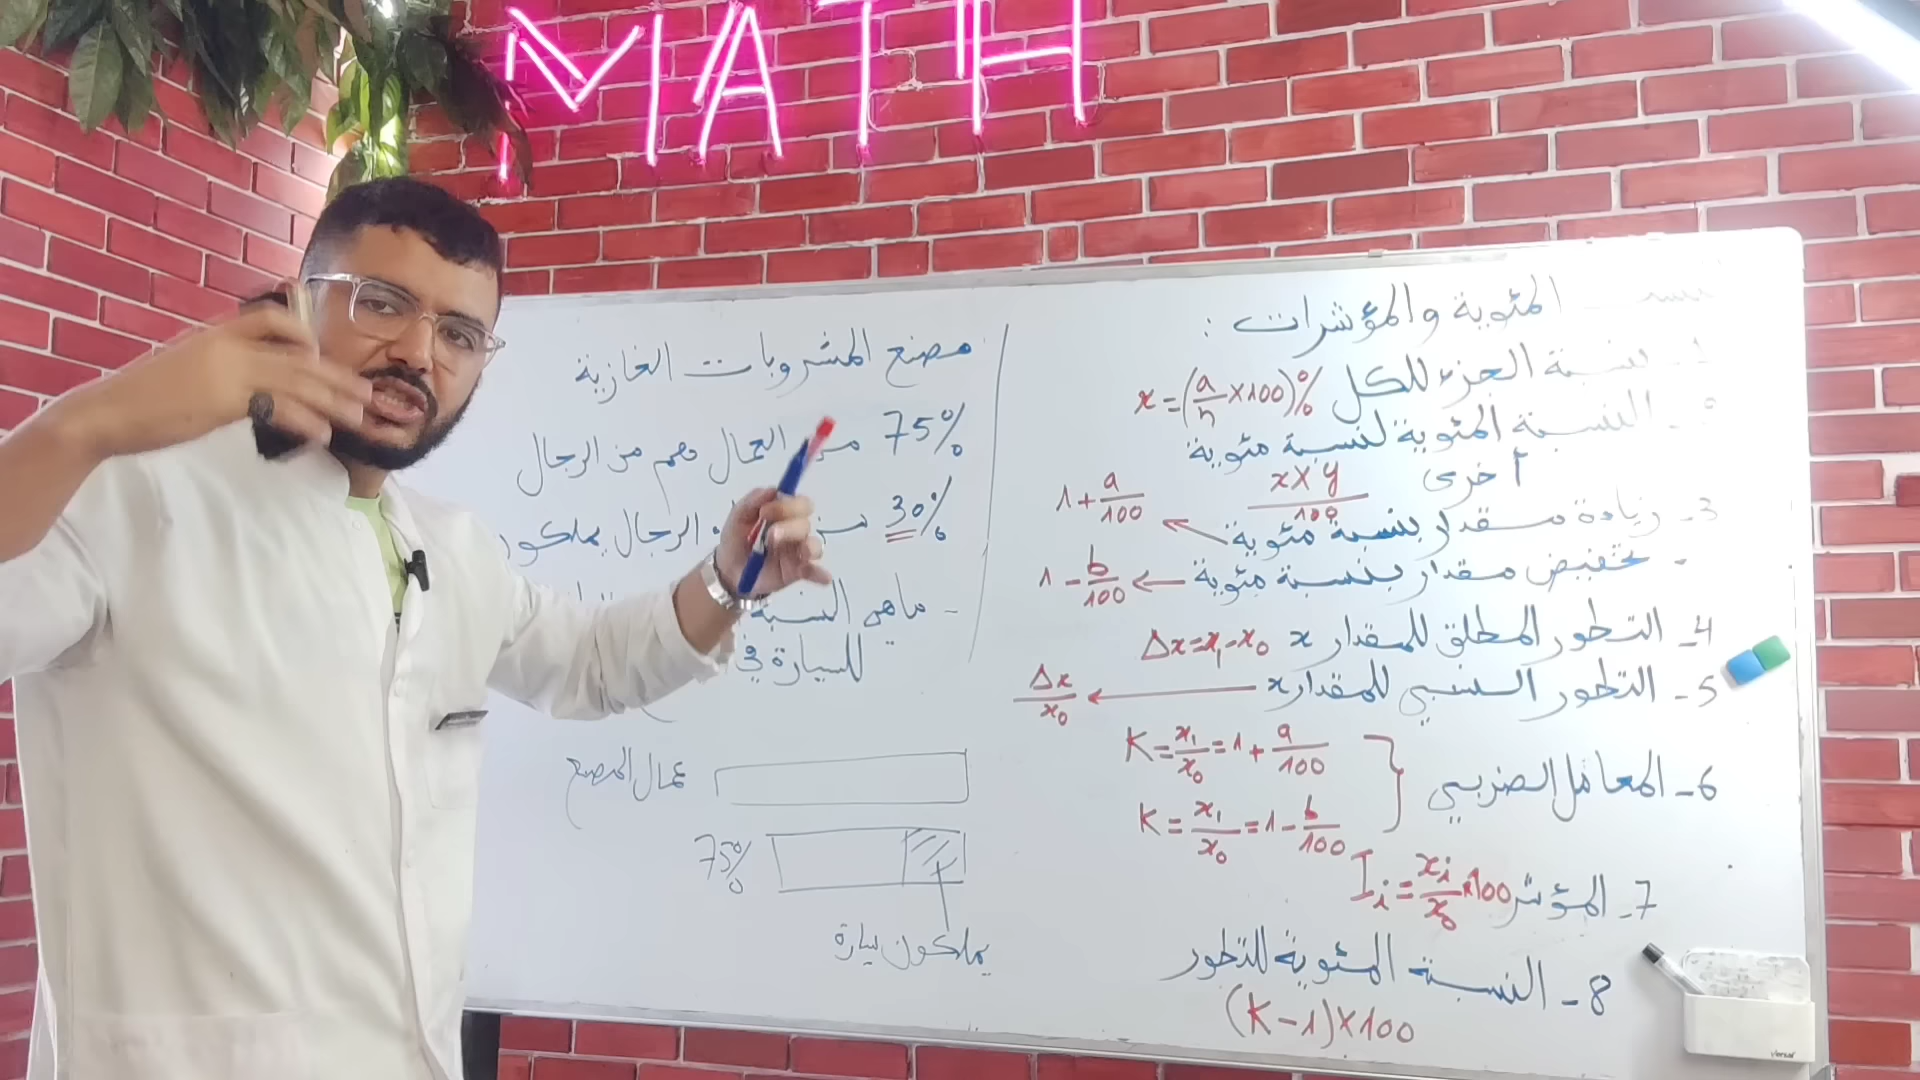 MATH
المئوية والمؤشرات :
1- نسبة الجزء للكل x=(a/n ×100)%
النسبة المئوية لنسبة مئوية
أخرى x×y/100
3- زيادة مقدار بنسبة مئوية 1+a/100
- تخفيض مقدار بنسبة مئوية 1-b/100
4- التطور المطلق للمقدار x Δx=x₁-x₀
5- التطور النسبي للمقدار x Δx/x₀
6- المعامل الضربي
K=x₁/x₀=1+a/100
K=x₁/x₀=1-b/100
7- المؤشر Iᵢ=xᵢ/x₀×100
8- النسبة المئوية للتطور
(K-1)×100
مصنع المشروبات الغازية
75% من العمال هم من الرجال
30% الرجال يملكون
- ماهي النسبة
للسيارة في
عمال المصنع
75%
يملكون سيارة